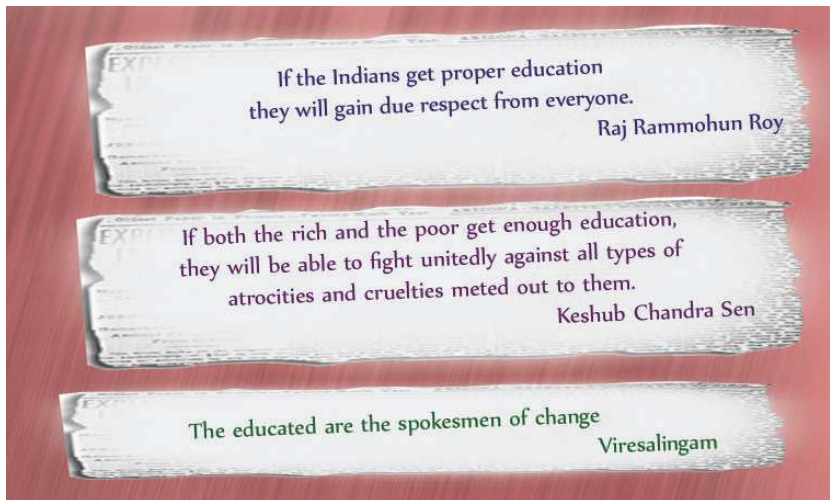 If the Indians get proper education
they will gain due respect from everyone.
Raj Rammohun Roy
If both the rich and the poor get enough education,
they will be able to fight unitedly against all types of
atrocities and cruelties meted out to them.
Keshub Chandra Sen
The educated are the spokesmen of change
Viresalingam